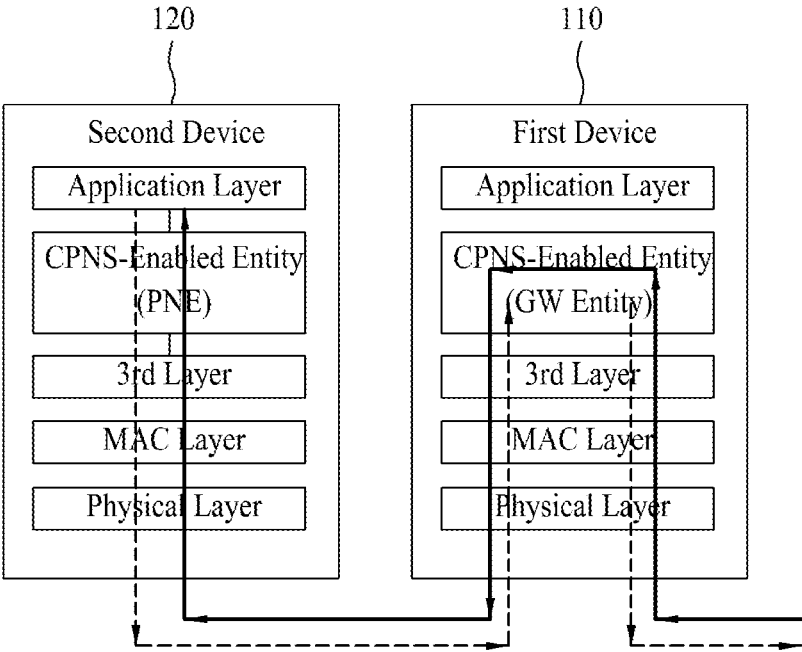 120
110
Second Device
Application Layer
CPNS-Enabled Entity
(PNE)
3rd Layer
MAC Layer
Physical Layer
First Device
Application Layer
CPNS-Enabled Entity
(GW Entity)
3rd Layer
MAC Layer
Physical Layer